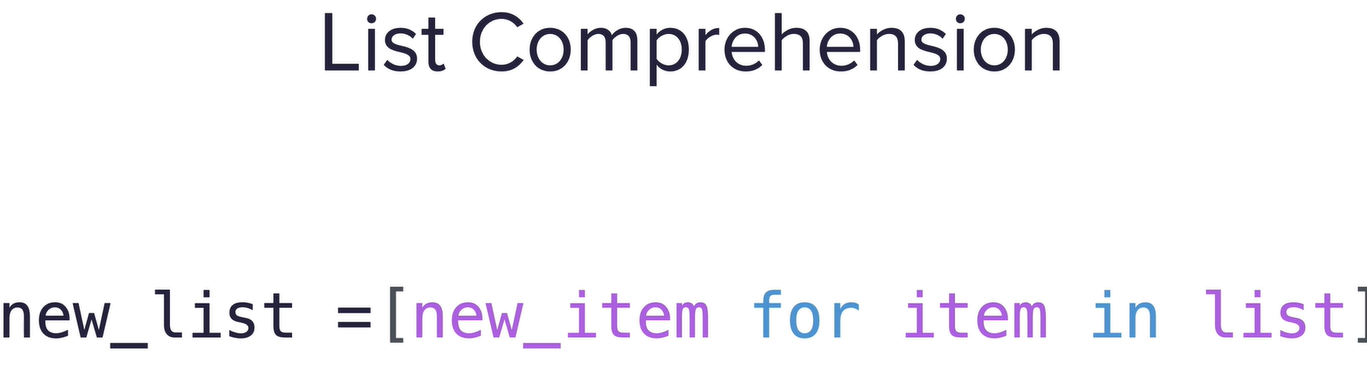 List Comprehension
new_list =[new_item for item in list]